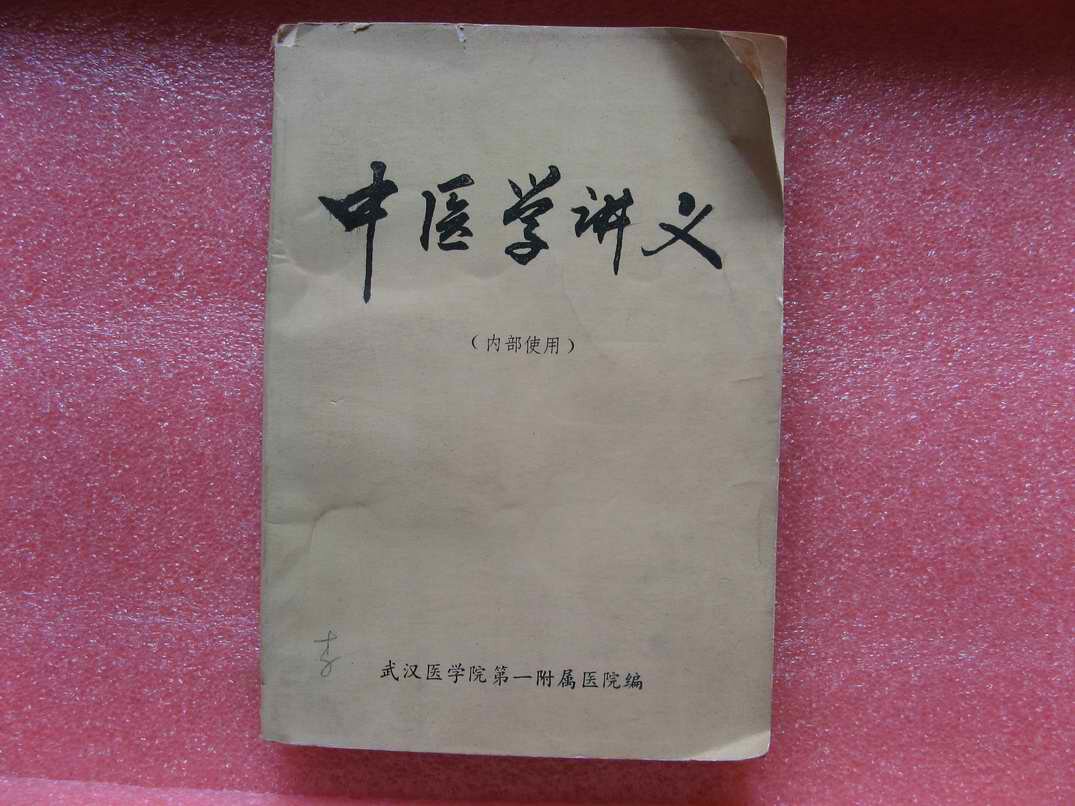 中医学讲义
（内部使用）
武汉医学院第一附属医院编